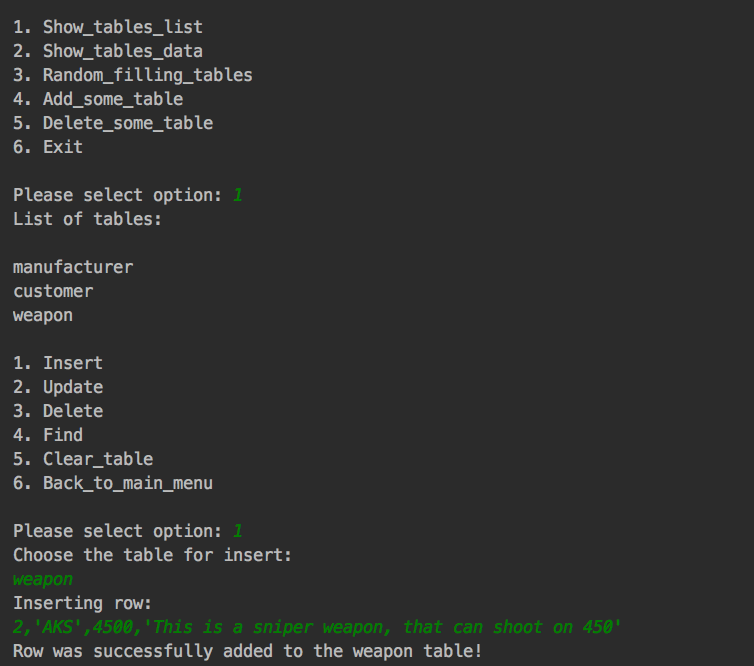 1. Show_tables_list
2. Show_tables_data
3. Random_filling_tables
4. Add_some_table
5. Delete_some_table
6. Exit
Please select option: 1
List of tables:
manufacturer
customer
weapon
1. Insert
2. Update
3. Delete
4. Find
5. Clear_table
6. Back_to_main_menu
Please select option: 1
Choose the table for insert:
weapon
Inserting row:
2,'AKS',4500,'This is a sniper weapon, that can shoot on 450'
Row was successfully added to the weapon table!